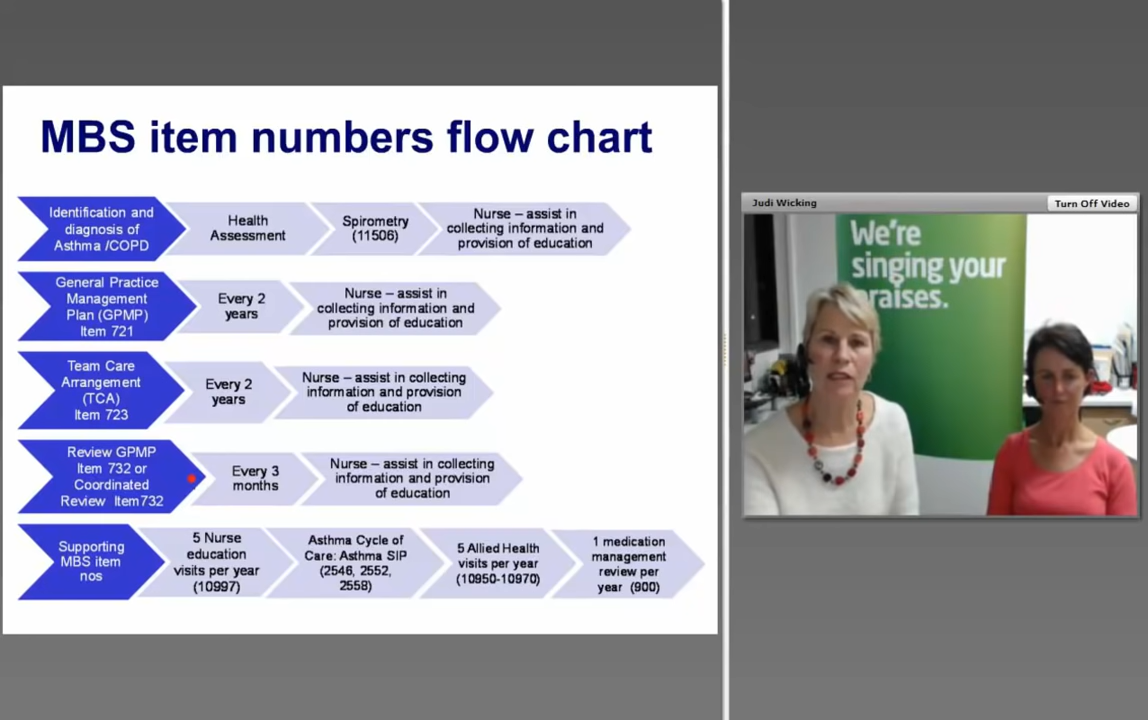 MBS item numbers flow chart
Identification and
diagnosis of
Asthma /COPD
Health
Assessment
Spirometry
(11506)
Nurse – assist in
collecting information and
provision of education
General Practice
Management
Plan (GPMP)
Item 721
Every 2
years
Nurse – assist in
collecting information and
provision of education
Team Care
Arrangement
(TCA)
Item 723
Every 2
years
Nurse – assist in collecting
information and provision
of education
Review GPMP
Item 732 or
Coordinated
Review Item732
Every 3
months
Nurse – assist in collecting
information and provision
of education
Supporting
MBS item
nos
5 Nurse
education
visits per year
(10997)
Asthma Cycle of
Care: Asthma SIP
(2546, 2552,
2558)
5 Allied Health
visits per year
(10950-10970)
1 medication
management
review per
year (900)
Judi Wicking
Turn Off Video
We're
singing your
praises.